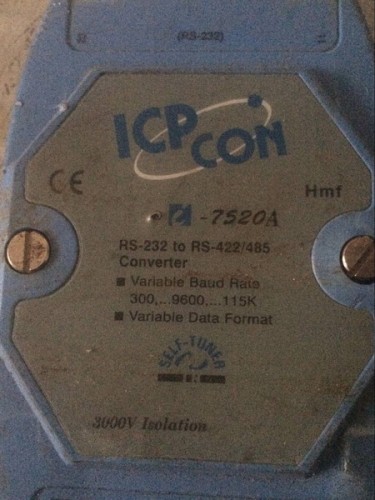 (RS-232)
ICP CON
CE
Hmf
-7520A
RS-232 to RS-422/485
Converter
■ Variable Baud Rate
300,...9600,...115K
■ Variable Data Format
SELF-TUNER
3000V Isolation